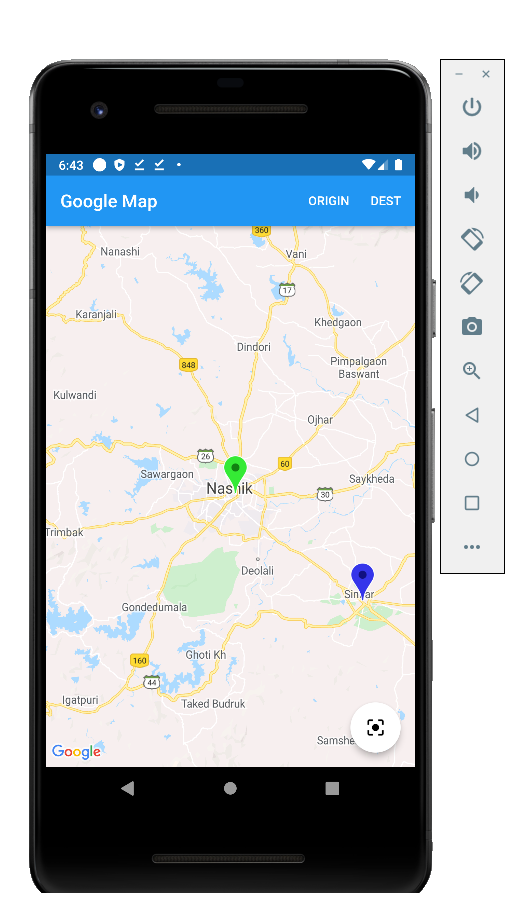 6:43
Google Map
ORIGIN
DEST
360
Nanashi
Vani
17
Karanjali
Khedgaon
Dindori
Pimpalgaon
Baswant
848
Kulwandi
Ojhar
26
60
Sawargaon
Saykheda
Nashik
30
Trimbak
Deolali
Sinnar
Gondedumala
Ghoti Kh
160
44
Igatpuri
Taked Budruk
Samshe
Google